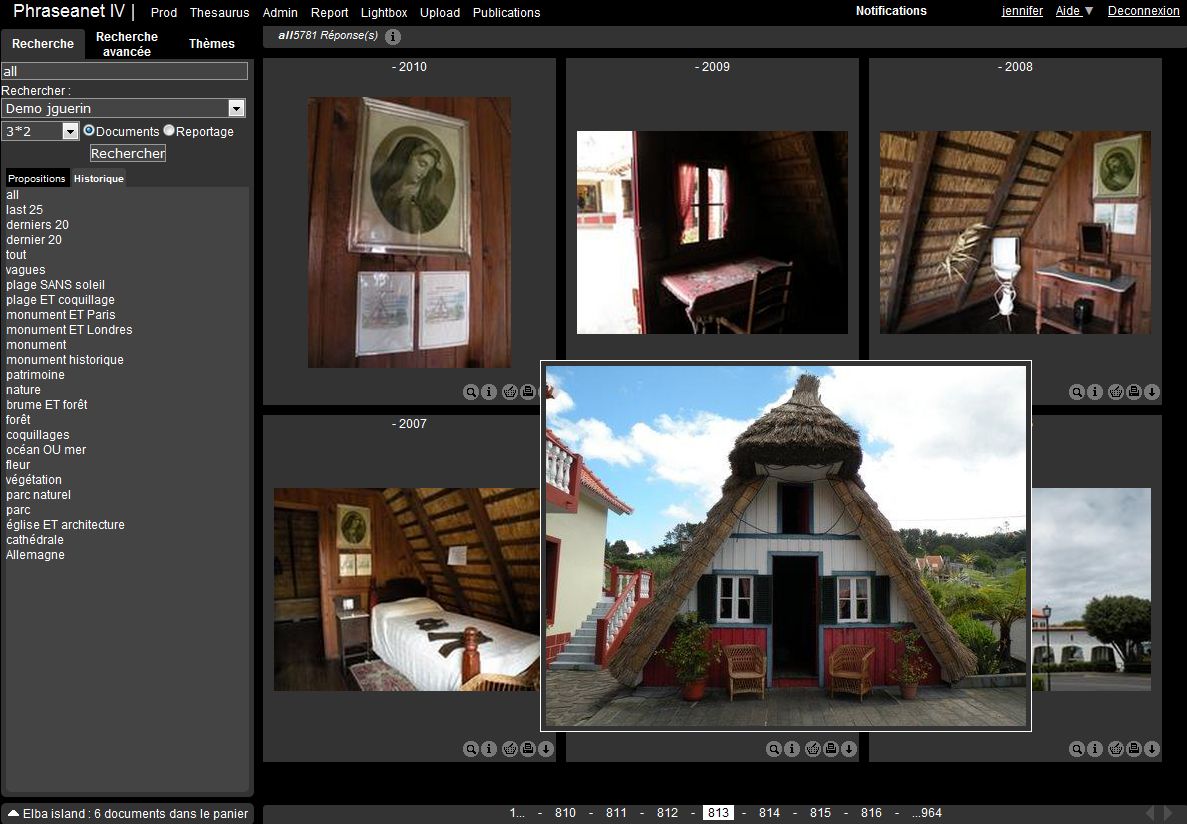 Phraseanet IV | Prod Thesaurus Admin Report Lightbox Upload Publications Notifications jennifer Aide Deconnexion
Recherche
Recherche avancée
Thèmes
all
Rechercher :
Demo jguerin
3*2 Documents Reportage
Rechercher
Propositions Historique
all
last 25
derniers 20
dernier 20
tout
vagues
plage SANS soleil
plage ET coquillage
monument ET Paris
monument ET Londres
monument
monument historique
patrimoine
nature
brume ET forêt
forêt
coquillages
océan OU mer
fleur
végétation
parc naturel
parc
église ET architecture
cathédrale
Allemagne
Elba island : 6 documents dans le panier
all5781 Réponse(s)
- 2010
- 2009
- 2008
- 2007
1... - 810 - 811 - 812 - 813 - 814 - 815 - 816 - ...964